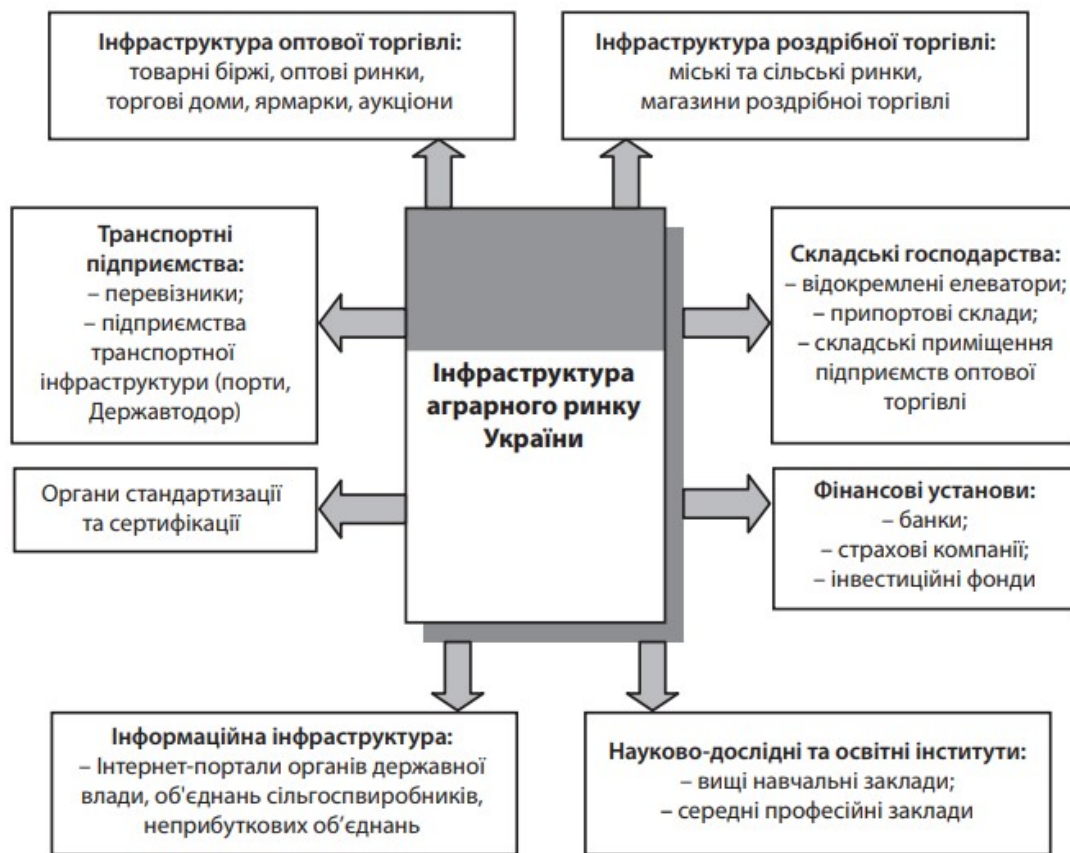 Інфраструктура оптової торгівлі:
товарні біржі, оптові ринки,
торгові доми, ярмарки, аукціони
Інфраструктура роздрібної торгівлі:
міські та сільські ринки,
магазини роздрібної торгівлі
Транспортні
підприємства:
– перевізники;
– підприємства
транспортної
інфраструктури (порти,
Державтодор)
Складські господарства:
– відокремлені елеватори;
– припортові склади;
– складські приміщення
підприємств оптової
торгівлі
Інфраструктура
аграрного ринку
України
Органи стандартизації
та сертифікації
Фінансові установи:
– банки;
– страхові компанії;
– інвестиційні фонди
Інформаційна інфраструктура:
– Інтернет-портали органів державної
влади, об'єднань сільгоспвиробників,
неприбуткових об’єднань
Науково-дослідні та освітні інститути:
– вищі навчальні заклади;
– середні професійні заклади